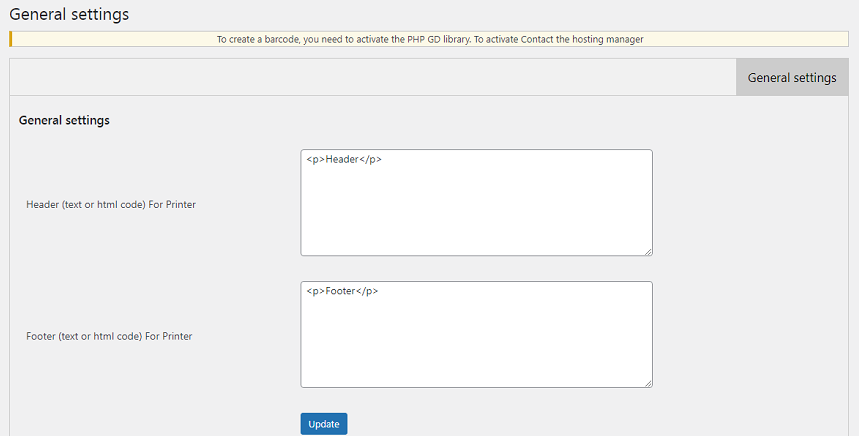 General settings
To create a barcode, you need to activate the PHP GD library. To activate Contact the hosting manager
General settings
General settings
<p>Header</p>
Header (text or html code) For Printer
<p>Footer</p>
Footer (text or html code) For Printer
Update